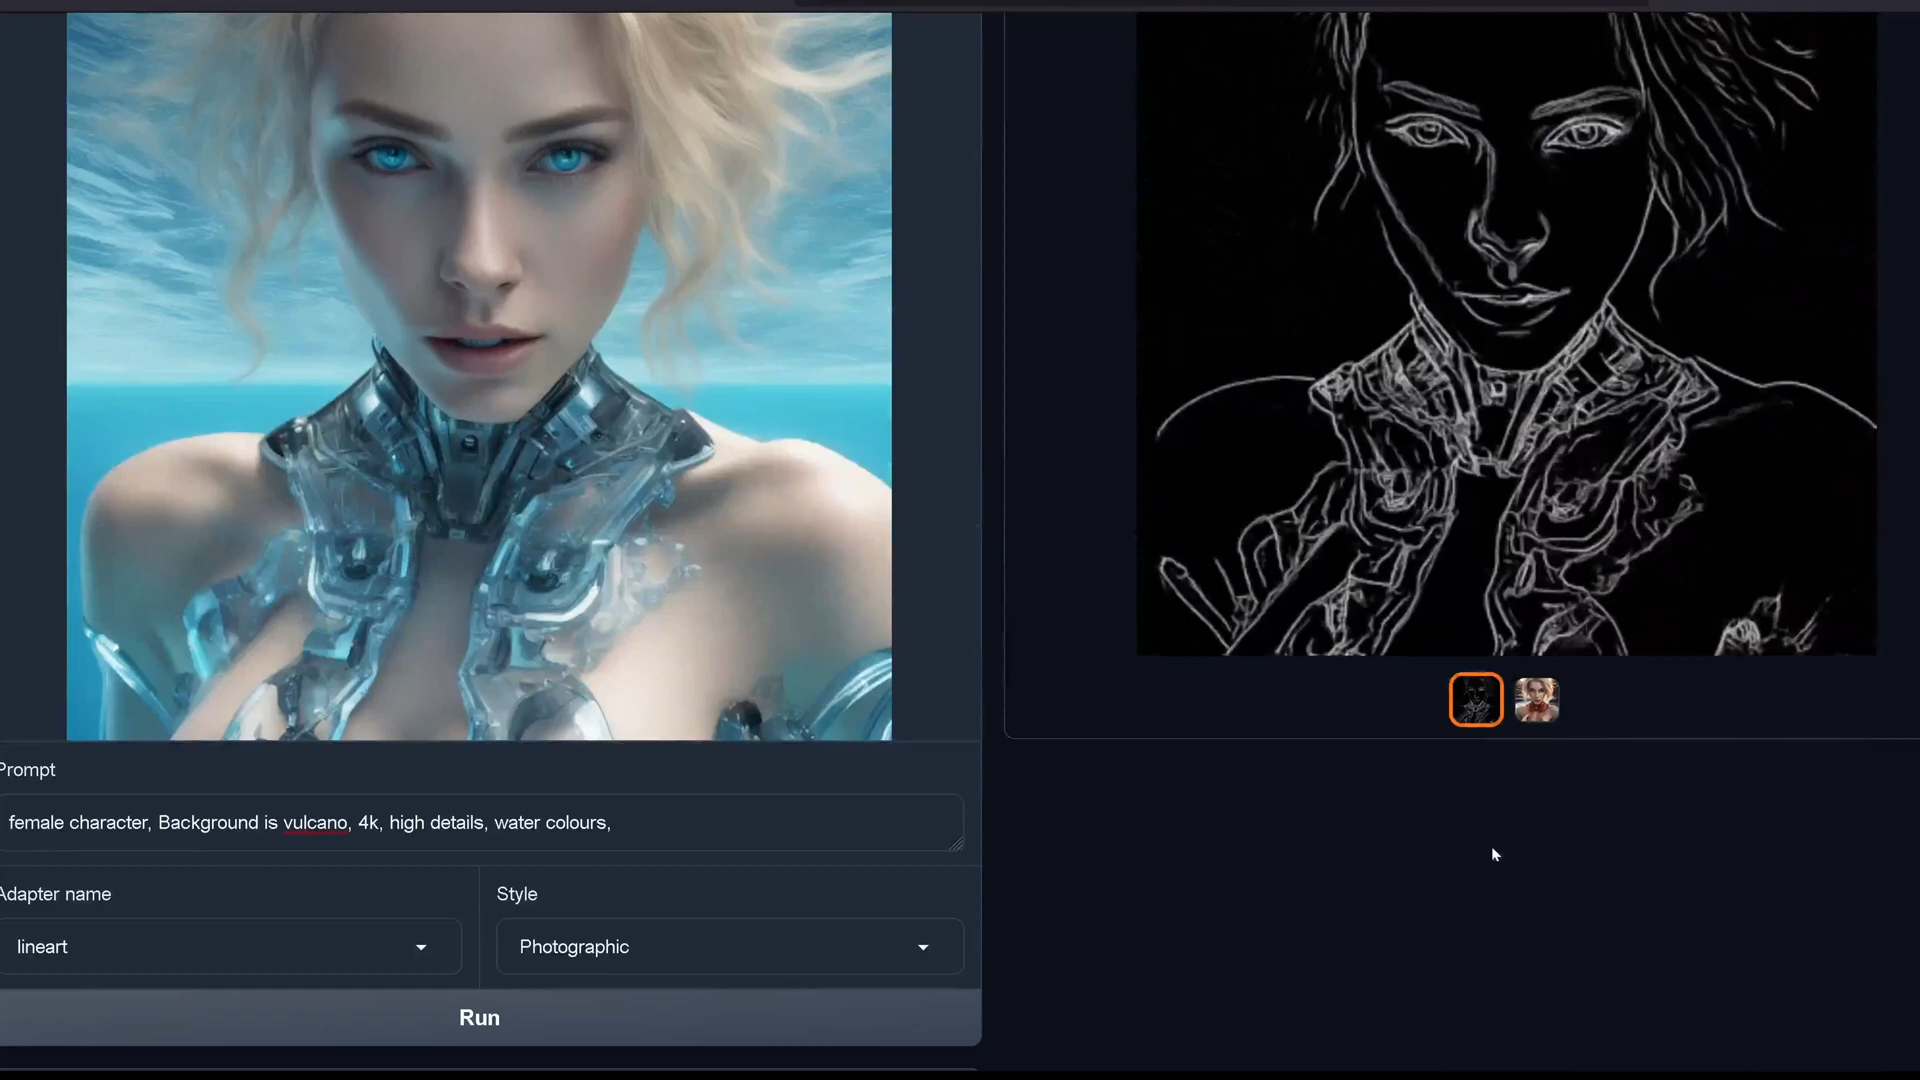 Prompt
female character, Background is vulcano, 4k, high details, water colours,
Adapter name
Style
lineart
Photographic
Run